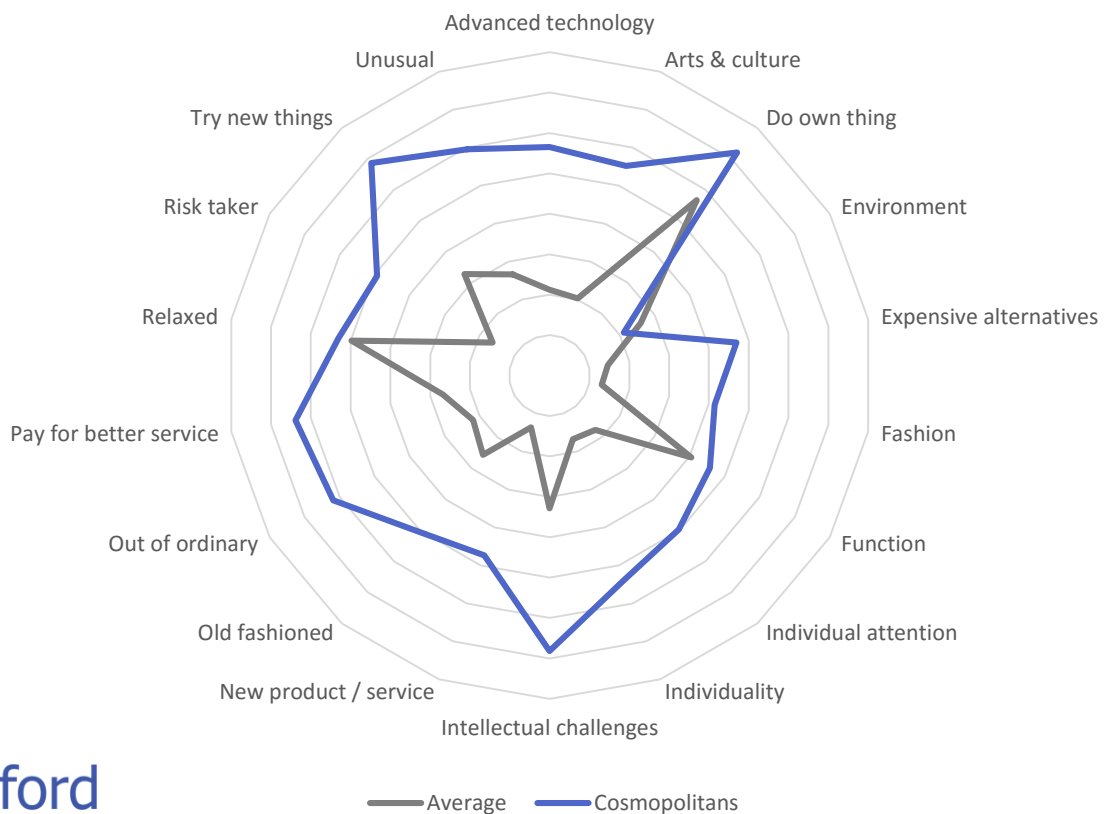 Advanced technology
Arts & culture
Do own thing
Environment
Expensive alternatives
Fashion
Function
Individual attention
Individuality
Intellectual challenges
New product / service
Old fashioned
Out of ordinary
Pay for better service
Relaxed
Risk taker
Try new things
Unusual
ford
Average
Cosmopolitans